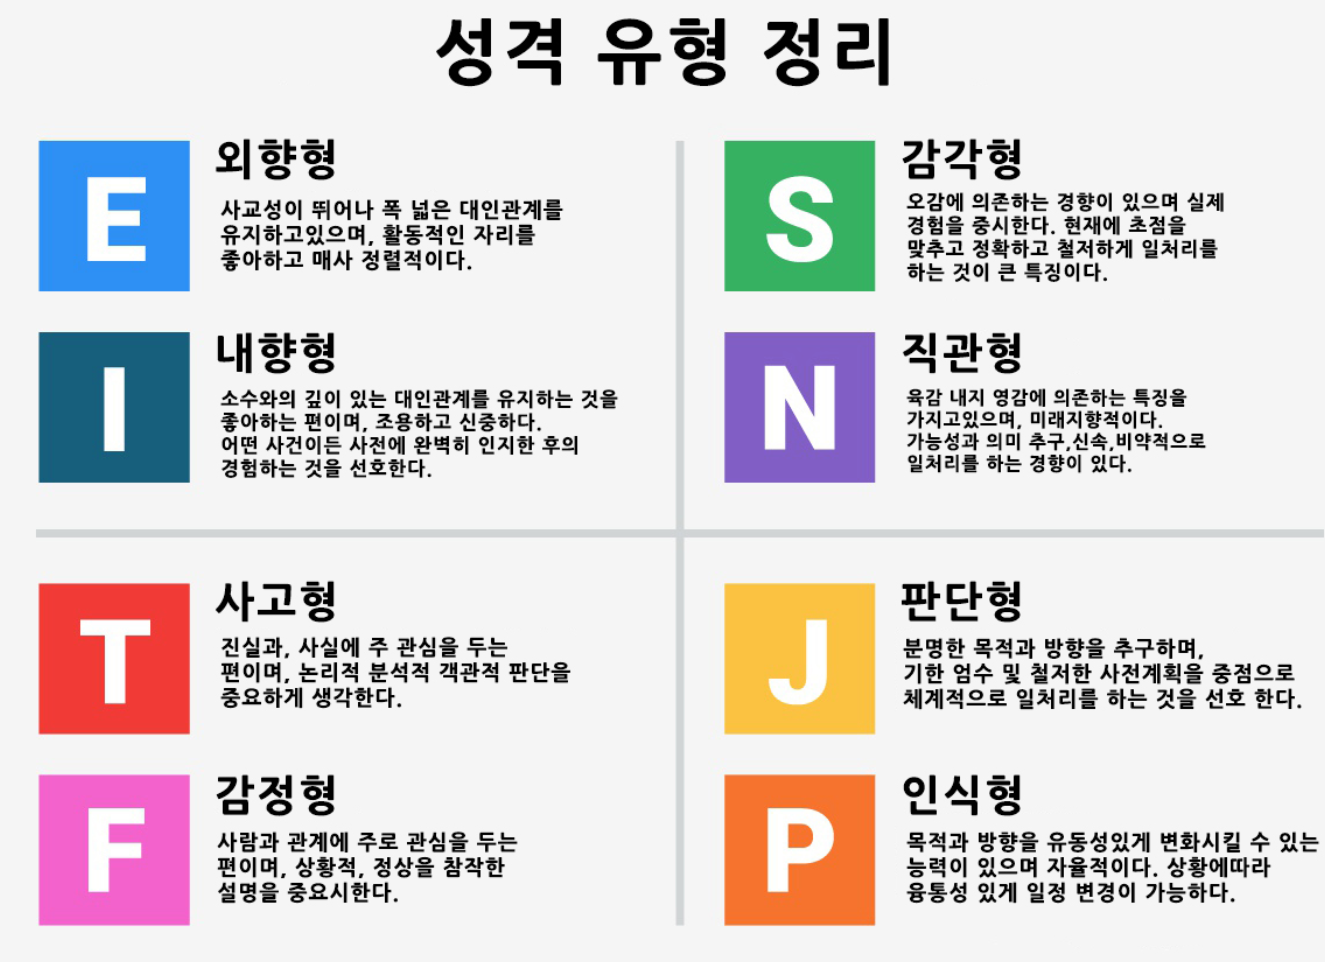 성격 유형 정리
E
외향형
사교성이 뛰어나 폭 넓은 대인관계를
유지하고있으며, 활동적인 자리를
좋아하고 매사 정렬적이다.
I
내향형
소수와의 깊이 있는 대인관계를 유지하는 것을
좋아하는 편이며, 조용하고 신중하다.
어떤 사건이든 사전에 완벽히 인지한 후의
경험하는 것을 선호한다.
S
감각형
오감에 의존하는 경향이 있으며 실제
경험을 중시한다. 현재에 초점을
맞추고 정확하고 철저하게 일처리를
하는 것이 큰 특징이다.
N
직관형
육감 내지 영감에 의존하는 특징을
가지고있으며, 미래지향적이다.
가능성과 의미 추구,신속,비약적으로
일처리를 하는 경향이 있다.
T
사고형
진실과, 사실에 주 관심을 두는
편이며, 논리적 분석적 객관적 판단을
중요하게 생각한다.
F
감정형
사람과 관계에 주로 관심을 두는
편이며, 상황적, 정상을 참작한
설명을 중요시한다.
J
판단형
분명한 목적과 방향을 추구하며,
기한 엄수 및 철저한 사전계획을 중점으로
체계적으로 일처리를 하는 것을 선호 한다.
P
인식형
목적과 방향을 유동성있게 변화시킬 수 있는
능력이 있으며 자율적이다. 상황에따라
융통성 있게 일정 변경이 가능하다.